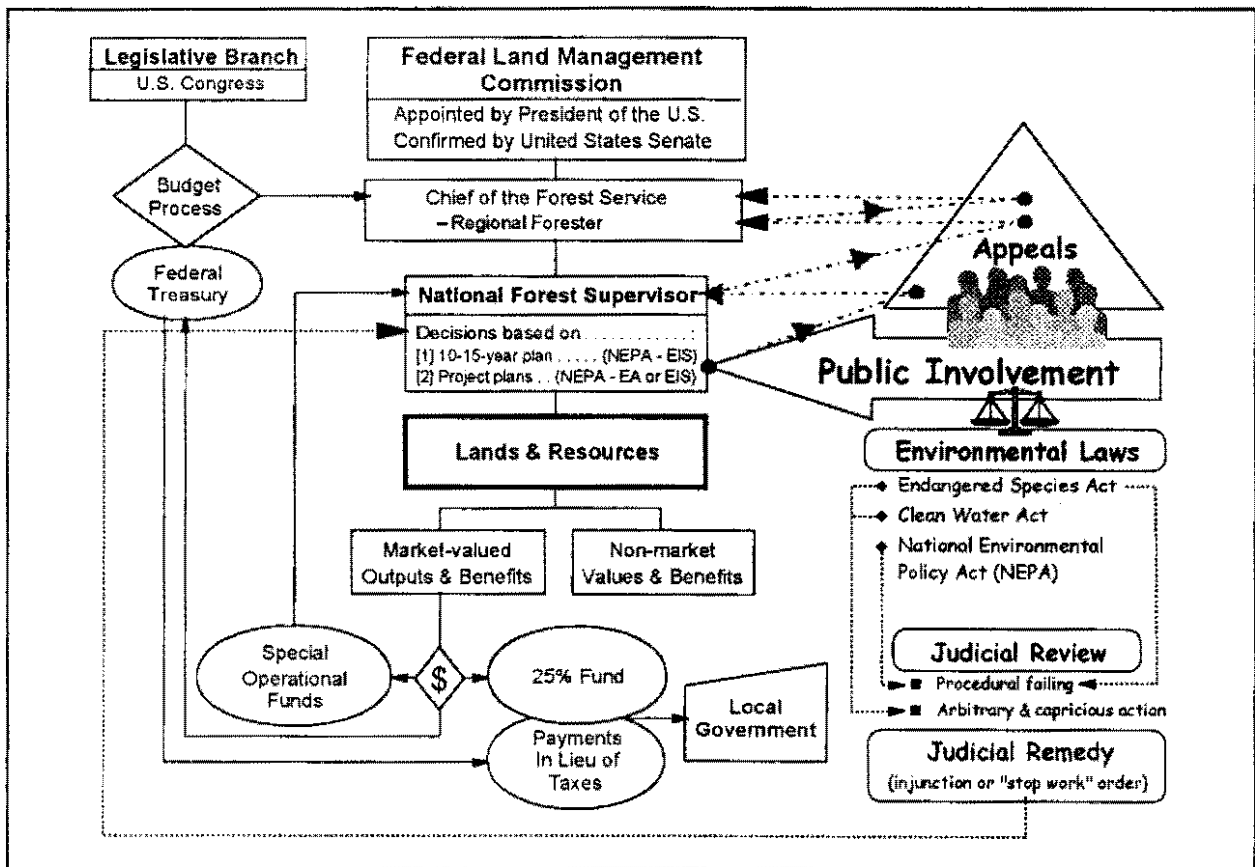 Legislative Branch
U.S. Congress
Federal Land Management
Commission
Appointed by President of the U.S.
Confirmed by United States Senate
Budget
Process
Chief of the Forest Service
– Regional Forester
Federal
Treasury
National Forest Supervisor
Decisions based on . . . . . . . . . . . :
[1] 10-15-year plan . . . . . (NEPA - EIS)
[2] Project plans . . (NEPA - EA or EIS)
Appeals
Public Involvement
Lands & Resources
Market-valued
Outputs & Benefits
Non-market
Values & Benefits
Environmental Laws
Endangered Species Act
Clean Water Act
National Environmental
Policy Act (NEPA)
Special
Operational
Funds
$
25% Fund
Payments
In Lieu of
Taxes
Local
Government
Judicial Review
Procedural failing
Arbitrary & capricious action
Judicial Remedy
(injunction or "stop work" order)